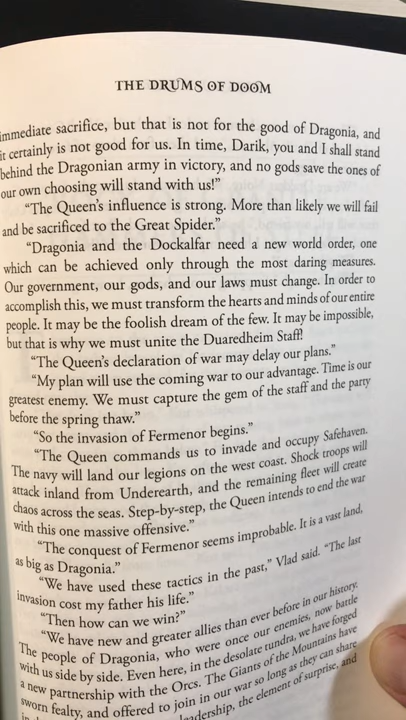 THE DRUMS OF DOOM
immediate sacrifice, but that is not for the good of Dragonia, and
it certainly is not good for us. In time, Darik, you and I shall stand
behind the Dragonian army in victory, and no gods save the ones of
our own choosing will stand with us!”
“The Queen’s influence is strong. More than likely we will fail
and be sacrificed to the Great Spider.”
“Dragonia and the Dockalfar need a new world order, one
which can be achieved only through the most daring measures.
Our government, our gods, and our laws must change. In order to
accomplish this, we must transform the hearts and minds of our entire
people. It may be the foolish dream of the few. It may be impossible,
but that is why we must unite the Duaredheim Staff!
“The Queen’s declaration of war may delay our plans.”
“My plan will use the coming war to our advantage. Time is our
greatest enemy. We must capture the gem of the staff and the party
before the spring thaw.”
“So the invasion of Fermenor begins.”
“The Queen commands us to invade and occupy Safehaven.
The navy will land our legions on the west coast. Shock troops will
attack inland from Underearth, and the remaining fleet will create
chaos across the seas. Step-by-step, the Queen intends to end the war
with this one massive offensive.”
“The conquest of Fermenor seems improbable. It is a vast land,
as big as Dragonia.”
“We have used these tactics in the past,” Vlad said. “The last
invasion cost my father his life.”
“Then how can we win?”
“We have new and greater allies than ever before in our history.
The people of Dragonia, who were once our enemies, now battle
with us side by side. Even here, in the desolate tundra, we have forged
a new partnership with the Orcs. The Giants of the Mountains have
sworn fealty, and offered to join in our war so long as they can share
leadership, the element of surprise, and